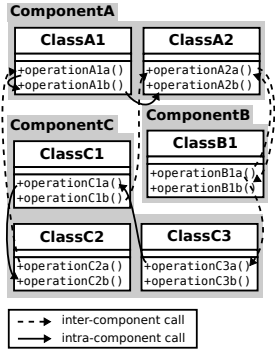 ComponentA
ClassA1
+operationA1a()
+operationA1b()
ClassA2
+operationA2a()
+operationA2b()
ComponentB
ClassB1
+operationB1a()
+operationB1b()
ComponentC
ClassC1
+operationC1a()
+operationC1b()
ClassC2
+operationC2a()
+operationC2b()
ClassC3
+operationC3a()
+operationC3b()
inter-component call
intra-component call